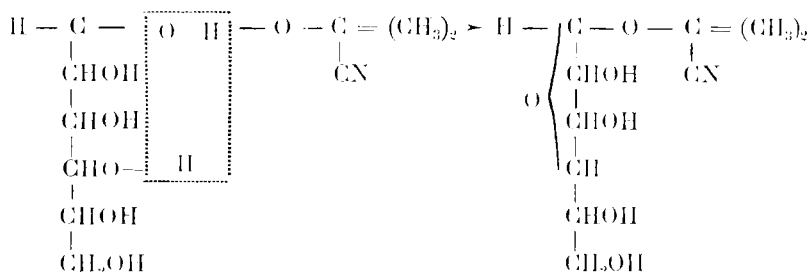 H — C — O H — O — C = (CH₃)₂ → H — C — O — C = (CH₃)₂
CHOH CN CHOH CN
O
CHOH CHOH
CHO— H CH
CHOH CHOH
CH₂OH CH₂OH